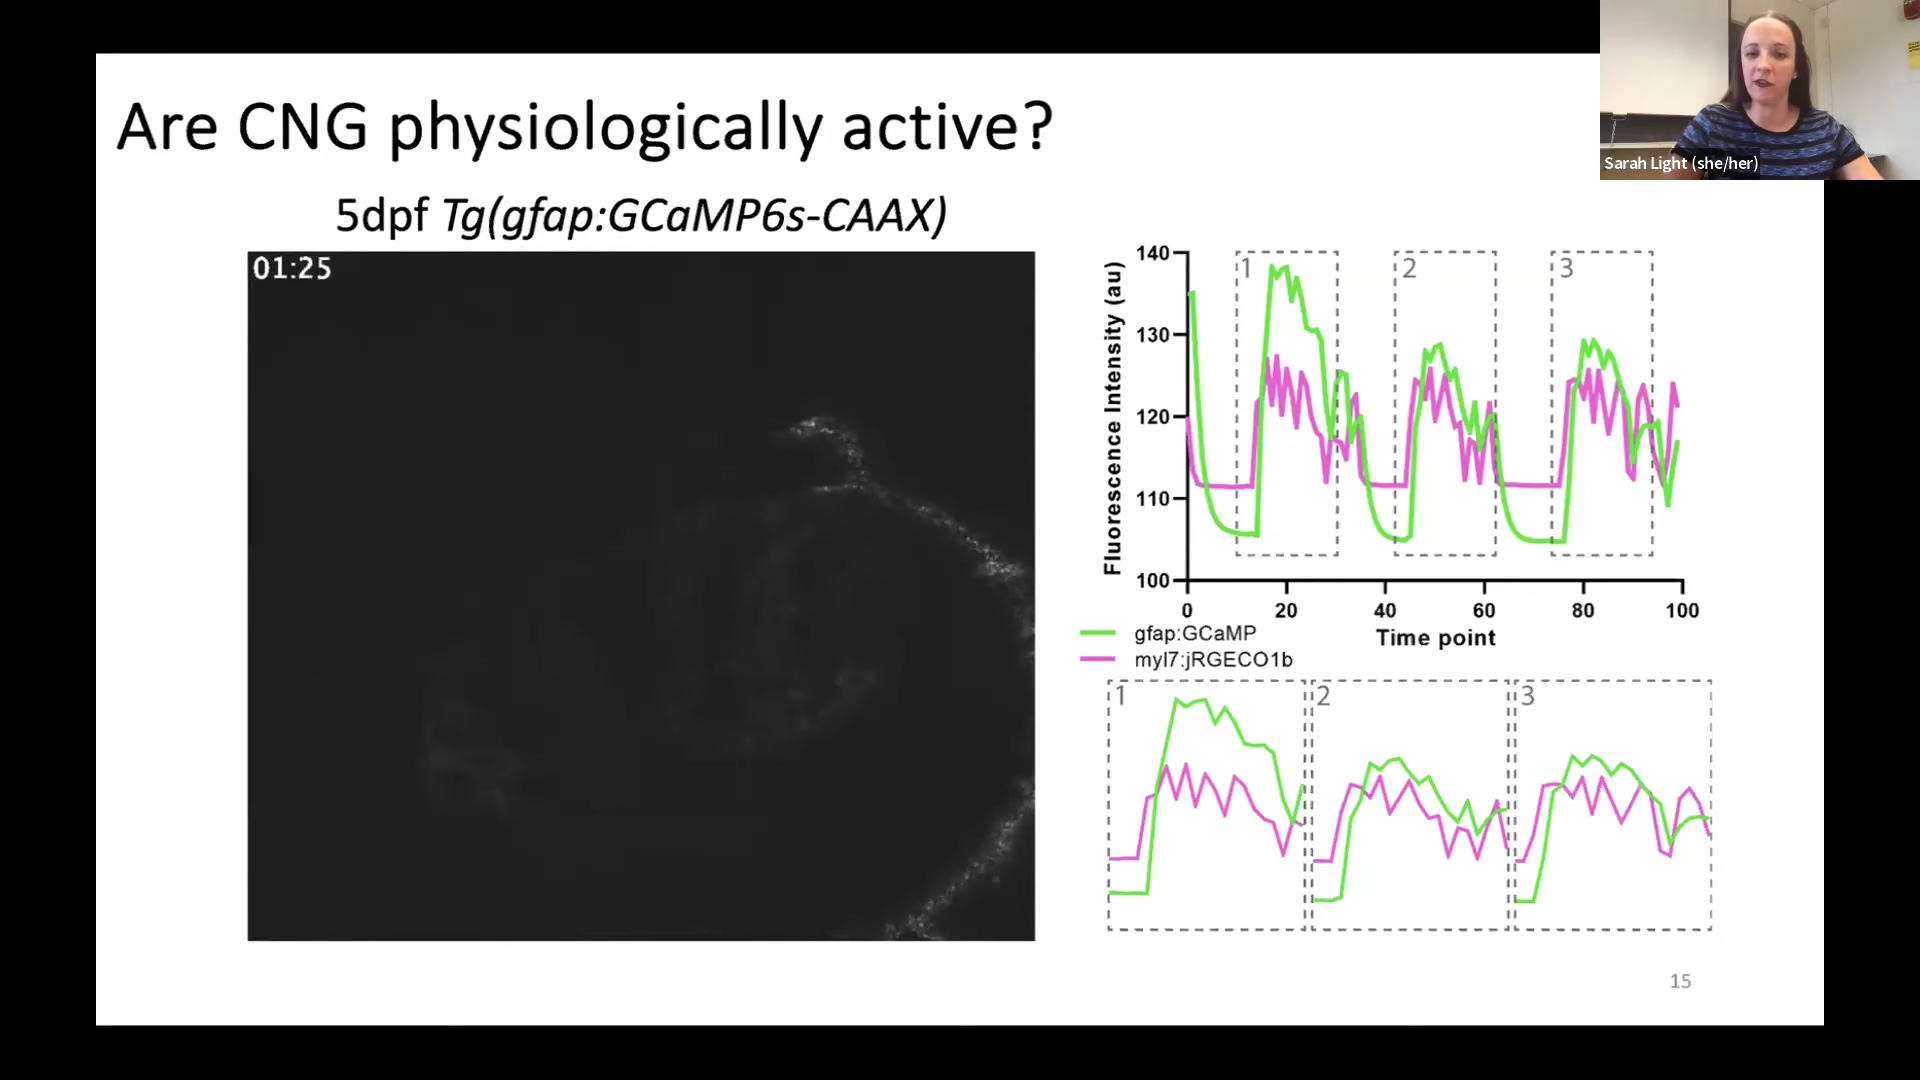 Are CNG physiologically active?
Sarah Light (she/her)
5dpf Tg(gfap:GCaMP6s-CAAX)
01:25
140
130
120
110
100
Fluorescence Intensity (au)
1
2
3
0
20
40
60
80
100
Time point
gfap:GCaMP
myl7:jRGECO1b
1
2
3
15